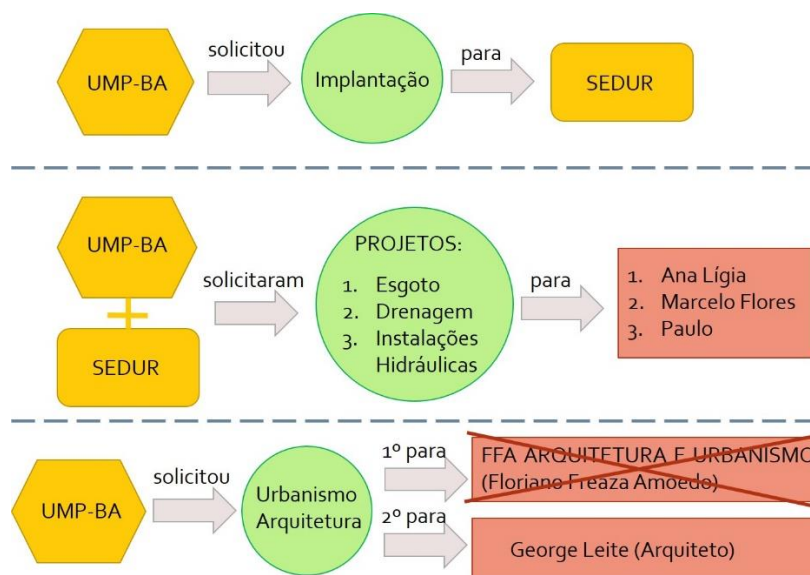 UMP-BA
solicitou
Implantação
para
SEDUR
UMP-BA
SEDUR
solicitaram
PROJETOS:
1. Esgoto
2. Drenagem
3. Instalações
Hidráulicas
para
1. Ana Lígia
2. Marcelo Flores
3. Paulo
UMP-BA
solicitou
Urbanismo
Arquitetura
1º para
FFA ARQUITETURA E URBANISMO
(Floriano Freaza Amoedo)
2º para
George Leite (Arquiteto)